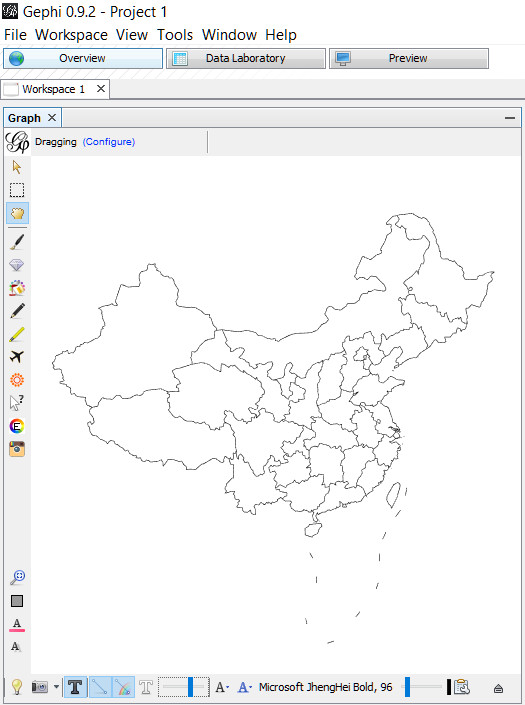 Gephi 0.9.2 - Project 1
File Workspace View Tools Window Help
Overview Data Laboratory Preview
Workspace 1
Graph
Dragging (Configure)
?
E
A
A
T T A A Microsoft JhengHei Bold, 96